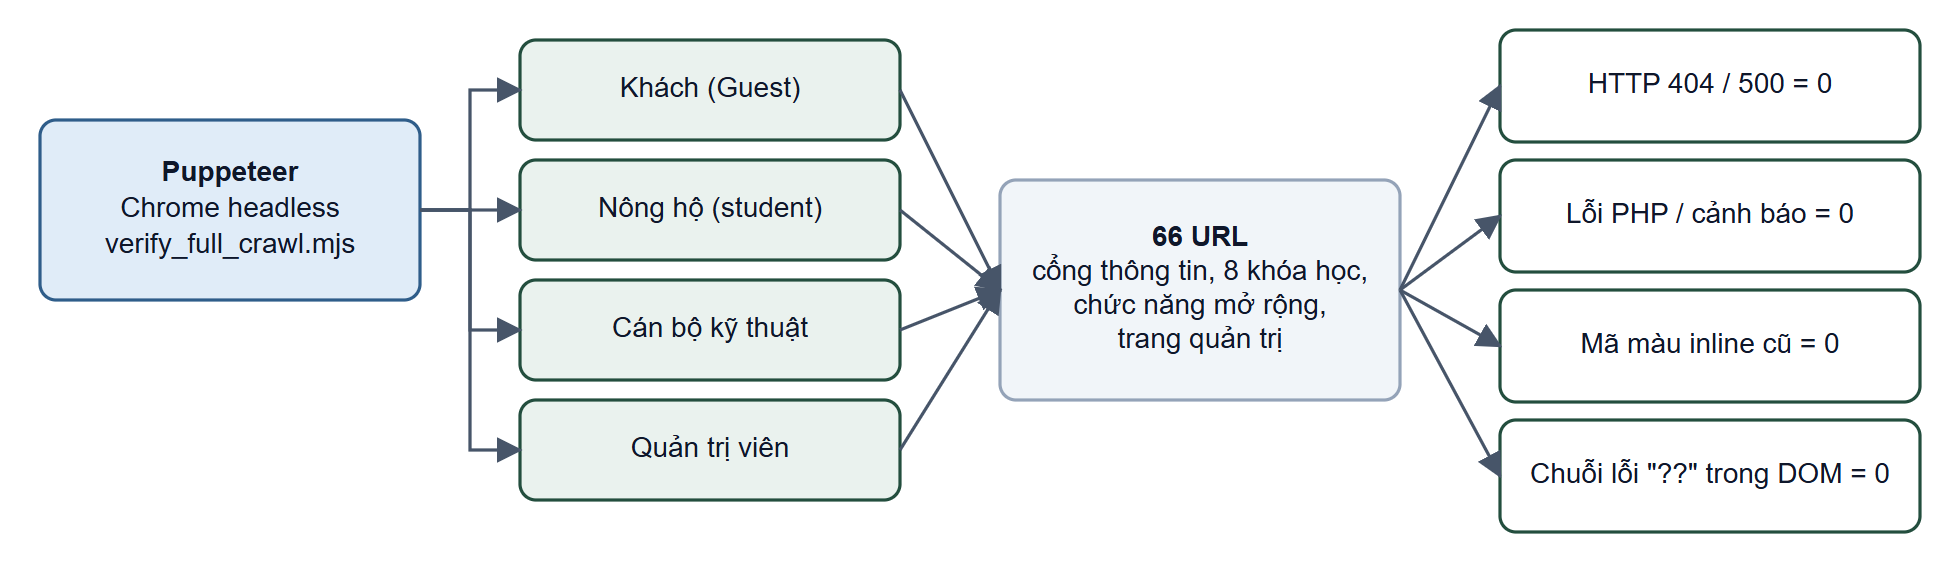 Puppeteer
Chrome headless
verify_full_crawl.mjs
Khách (Guest)
Nông hộ (student)
Cán bộ kỹ thuật
Quản trị viên
66 URL
cổng thông tin, 8 khóa học,
chức năng mở rộng,
trang quản trị
HTTP 404 / 500 = 0
Lỗi PHP / cảnh báo = 0
Mã màu inline cũ = 0
Chuỗi lỗi "??" trong DOM = 0